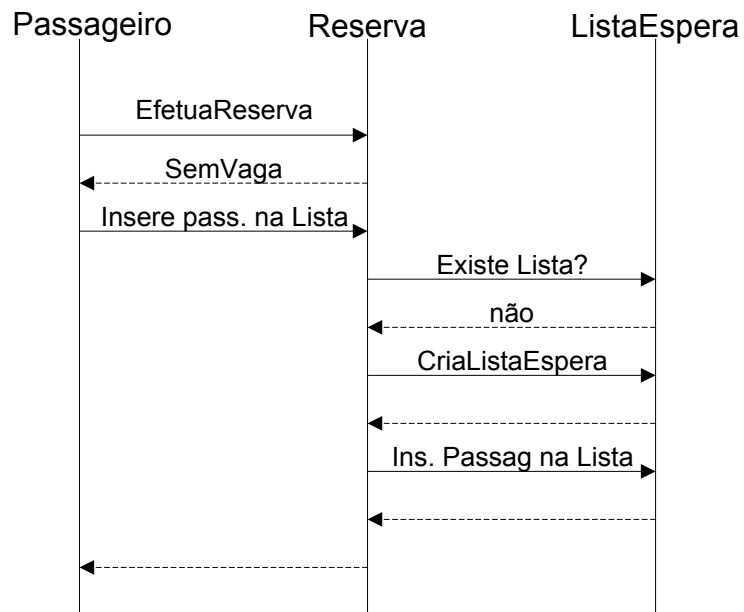 Passageiro Reserva ListaEspera
EfetuaReserva
SemVaga
Insere pass. na Lista
Existe Lista?
não
CriaListaEspera
Ins. Passag na Lista